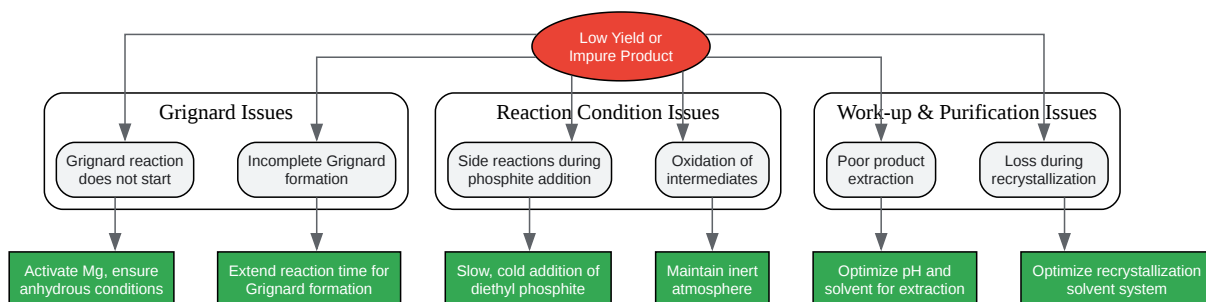 Low Yield or
Impure Product
Grignard Issues
Reaction Condition Issues
Work-up & Purification Issues
Grignard reaction
does not start
Incomplete Grignard
formation
Side reactions during
phosphite addition
Oxidation of
intermediates
Poor product
extraction
Loss during
recrystallization
Activate Mg, ensure
anhydrous conditions
Extend reaction time for
Grignard formation
Slow, cold addition of
diethyl phosphite
Maintain inert
atmosphere
Optimize pH and
solvent for extraction
Optimize recrystallization
solvent system